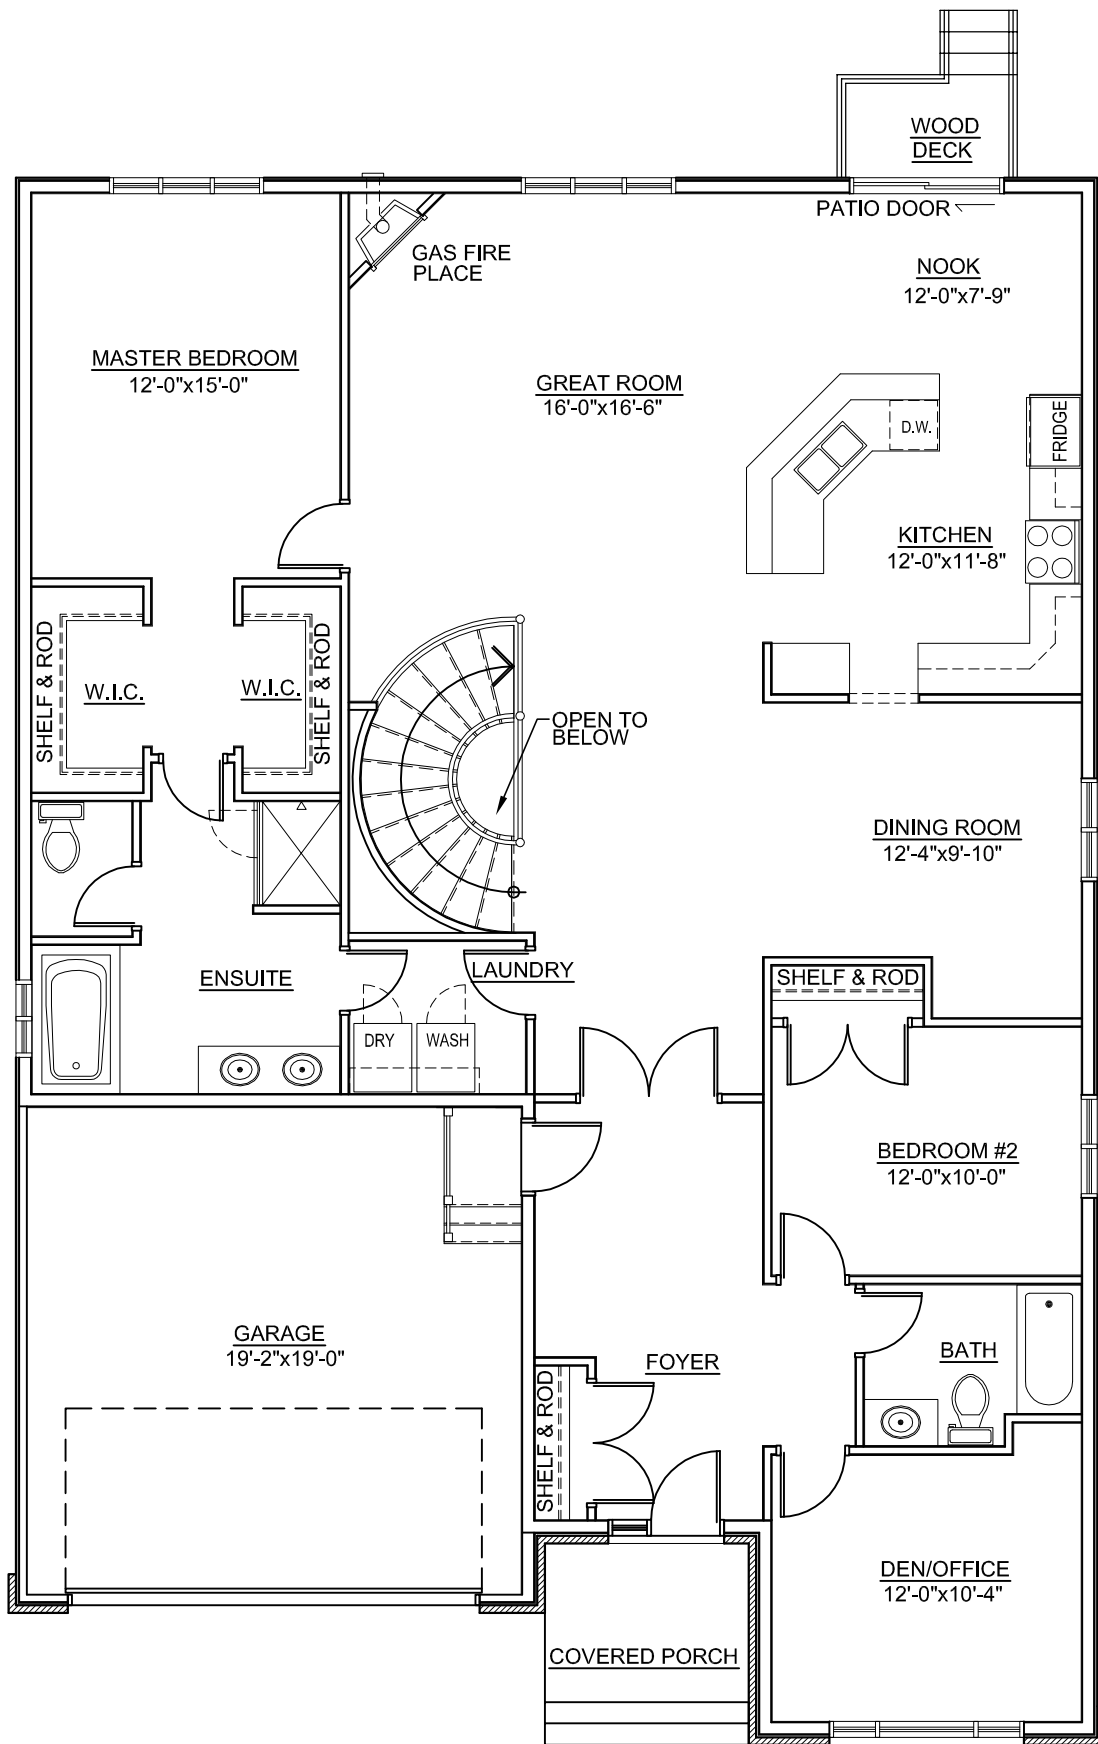 WOOD
DECK
PATIO DOOR
GAS FIRE
PLACE
NOOK
12'-0"x7'-9"
MASTER BEDROOM
12'-0"x15'-0"
GREAT ROOM
16'-0"x16'-6"
D.W.
FRIDGE
KITCHEN
12'-0"x11'-8"
SHELF & ROD
W.I.C.
W.I.C.
SHELF & ROD
OPEN TO
BELOW
DINING ROOM
12'-4"x9'-10"
ENSUITE
LAUNDRY
SHELF & ROD
DRY
WASH
BEDROOM #2
12'-0"x10'-0"
GARAGE
19'-2"x19'-0"
FOYER
BATH
SHELF & ROD
DEN/OFFICE
12'-0"x10'-4"
COVERED PORCH